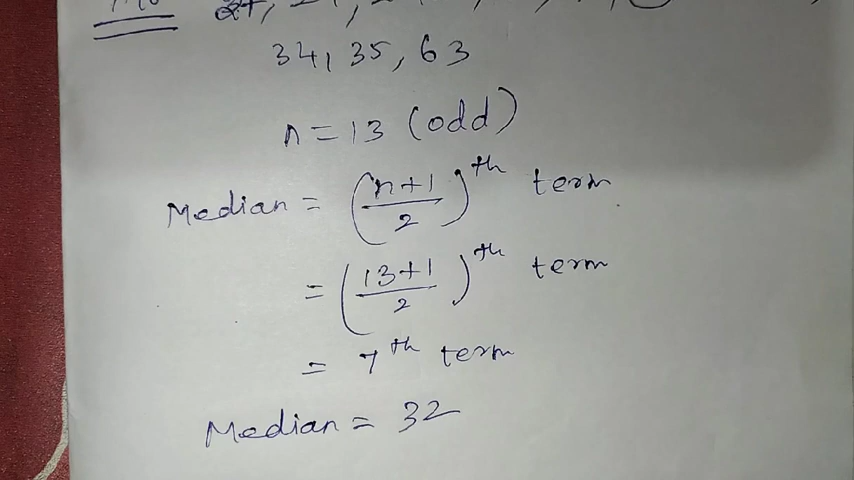 34, 35, 63
n = 13 (odd)
Median = (n+1/2)th term
= (13+1/2)th term
= 7th term
Median = 32